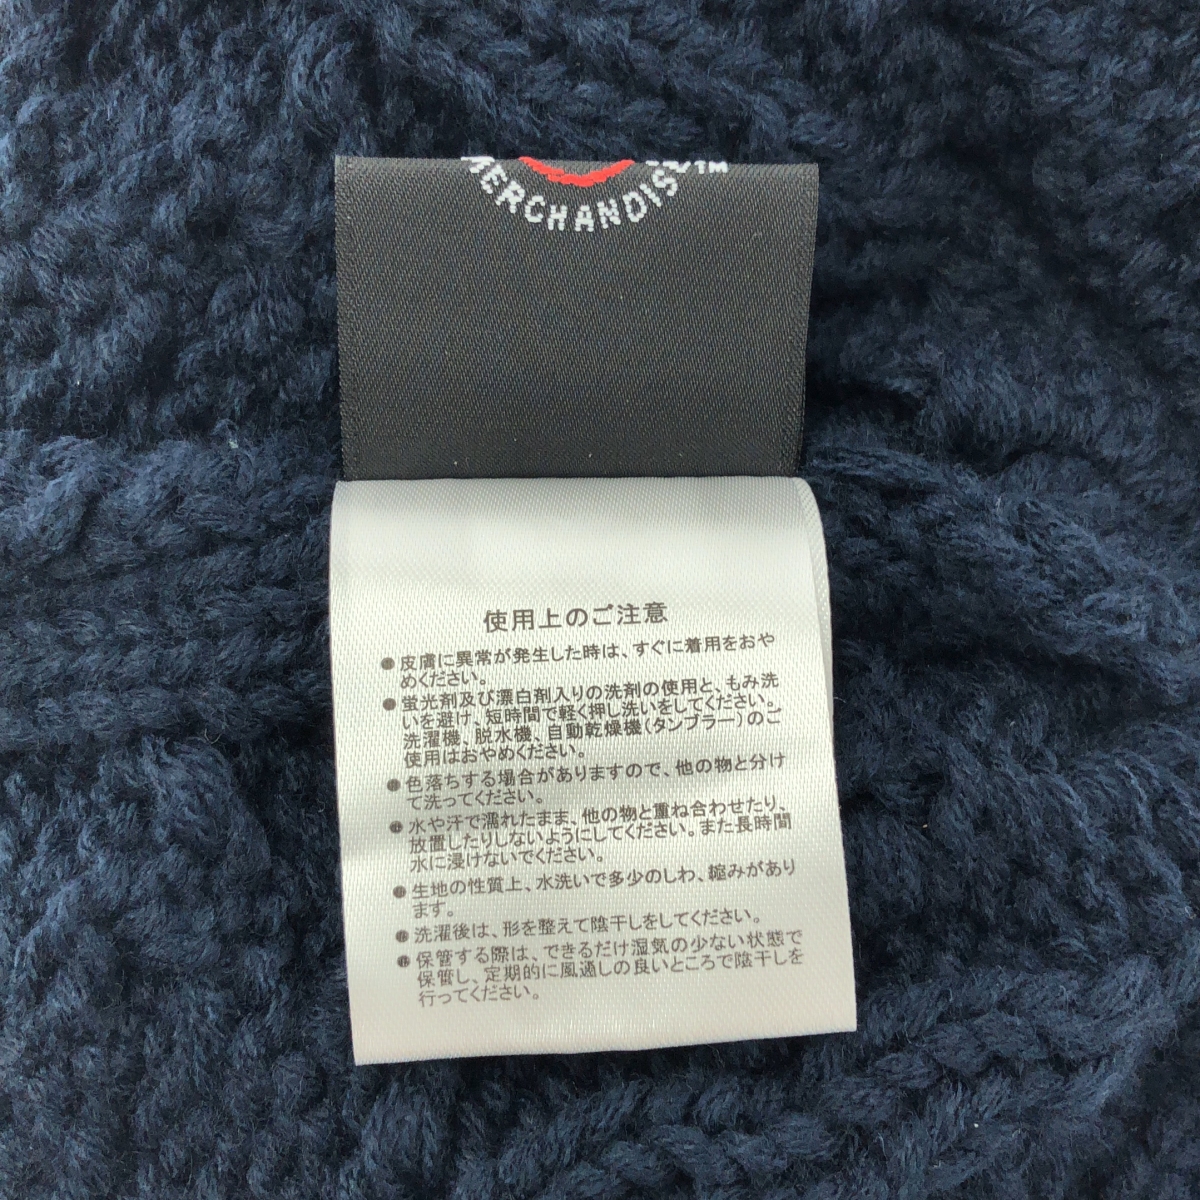 MERCHANDIS
TM
使用上のご注意
●皮膚に異常が発生した時は、すぐに着用をおや
めください。
●蛍光剤及び漂白剤入りの洗剤の使用と、もみ洗
いを避け、短時間で軽く押し洗いをしてください。
洗濯機、脱水機、自動乾燥機(タンブラー)のご
使用はおやめください。
●色落ちする場合がありますので、他の物と分け
て洗ってください。
●水や汗で濡れたまま、他の物と重ね合わせたり、
放置したりしないようにしてください。また長時間
水に浸けないでください。
●生地の性質上、水洗いで多少のしわ、縮みがあり
ます。
●洗濯後は、形を整えて陰干しをしてください。
●保管する際は、できるだけ湿気の少ない状態で
保管し、定期的に風通しの良いところで陰干しを
行ってください。